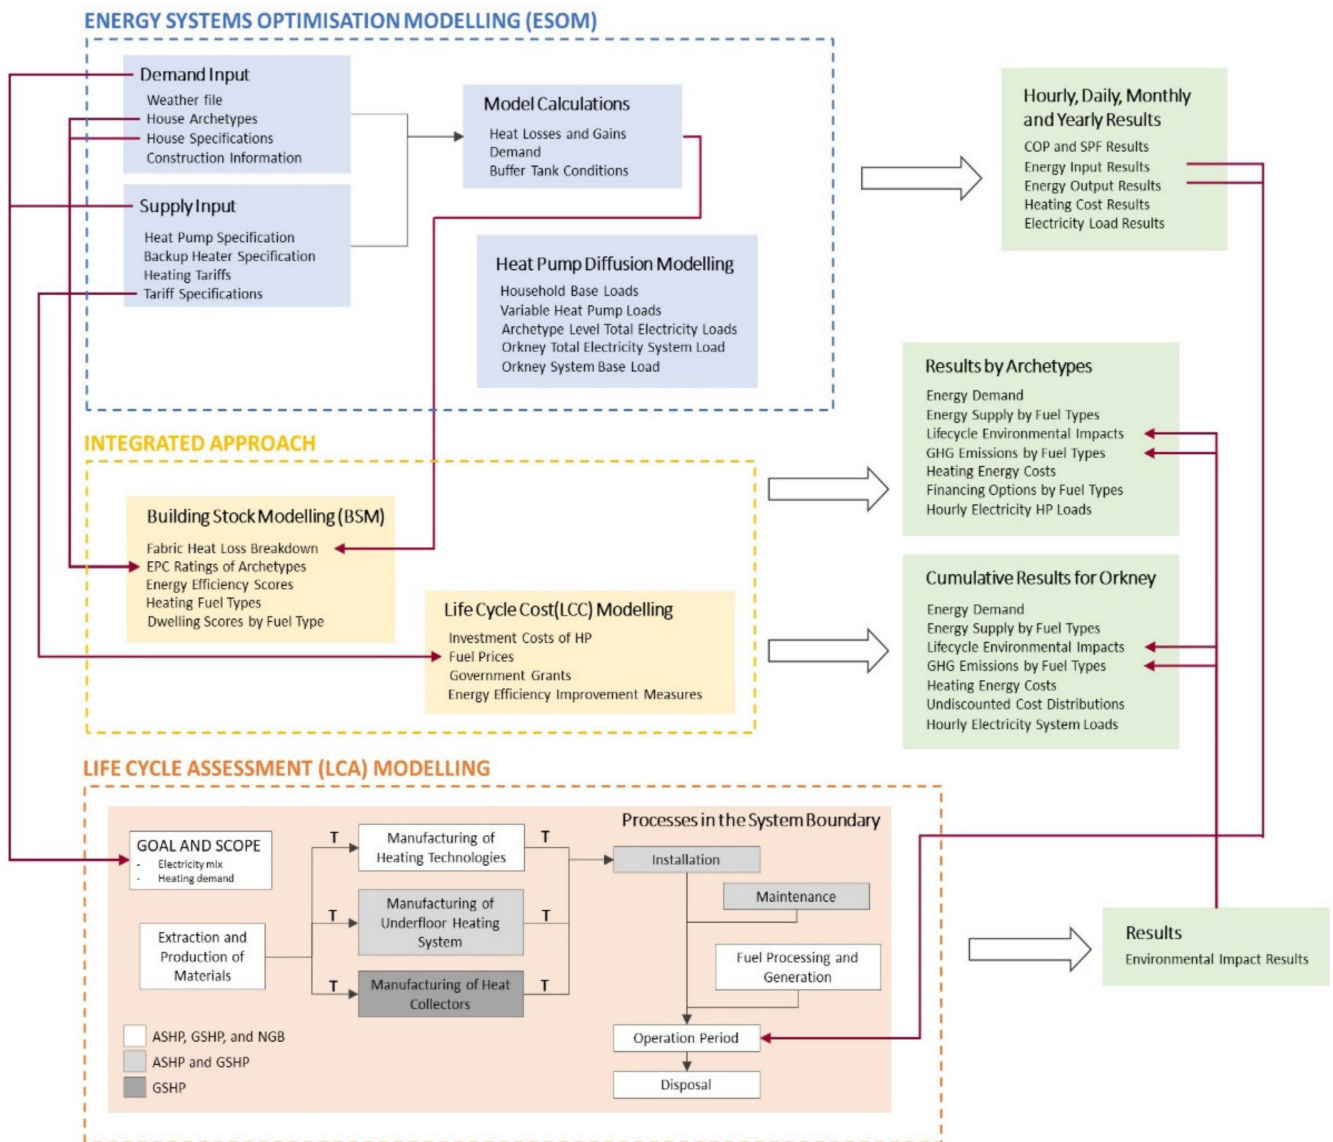 ENERGY SYSTEMS OPTIMISATION MODELLING (ESOM)
Demand Input
Weather file
House Archetypes
House Specifications
Construction Information
Supply Input
Heat Pump Specification
Backup Heater Specification
Heating Tariffs
Tariff Specifications
Model Calculations
Heat Losses and Gains
Demand
Buffer Tank Conditions
Heat Pump Diffusion Modelling
Household Base Loads
Variable Heat Pump Loads
Archetype Level Total Electricity Loads
Orkney Total Electricity System Load
Orkney System Base Load
Hourly, Daily, Monthly
and Yearly Results
COP and SPF Results
Energy Input Results
Energy Output Results
Heating Cost Results
Electricity Load Results
INTEGRATED APPROACH
Building Stock Modelling (BSM)
Fabric Heat Loss Breakdown
EPC Ratings of Archetypes
Energy Efficiency Scores
Heating Fuel Types
Dwelling Scores by Fuel Type
Life Cycle Cost(LCC) Modelling
Investment Costs of HP
Fuel Prices
Government Grants
Energy Efficiency Improvement Measures
Results by Archetypes
Energy Demand
Energy Supply by Fuel Types
Lifecycle Environmental Impacts
GHG Emissions by Fuel Types
Heating Energy Costs
Financing Options by Fuel Types
Hourly Electricity HP Loads
Cumulative Results for Orkney
Energy Demand
Energy Supply by Fuel Types
Lifecycle Environmental Impacts
GHG Emissions by Fuel Types
Heating Energy Costs
Undiscounted Cost Distributions
Hourly Electricity System Loads
LIFE CYCLE ASSESSMENT (LCA) MODELLING
Processes in the System Boundary
GOAL AND SCOPE
- Electricity mix
- Heating demand
Extraction and
Production of
Materials
T
Manufacturing of
Heating Technologies
T
T
Manufacturing of
Underfloor Heating
System
T
T
Manufacturing of Heat
Collectors
T
Installation
Maintenance
Fuel Processing and
Generation
Operation Period
Disposal
ASHP, GSHP, and NGB
ASHP and GSHP
GSHP
Results
Environmental Impact Results